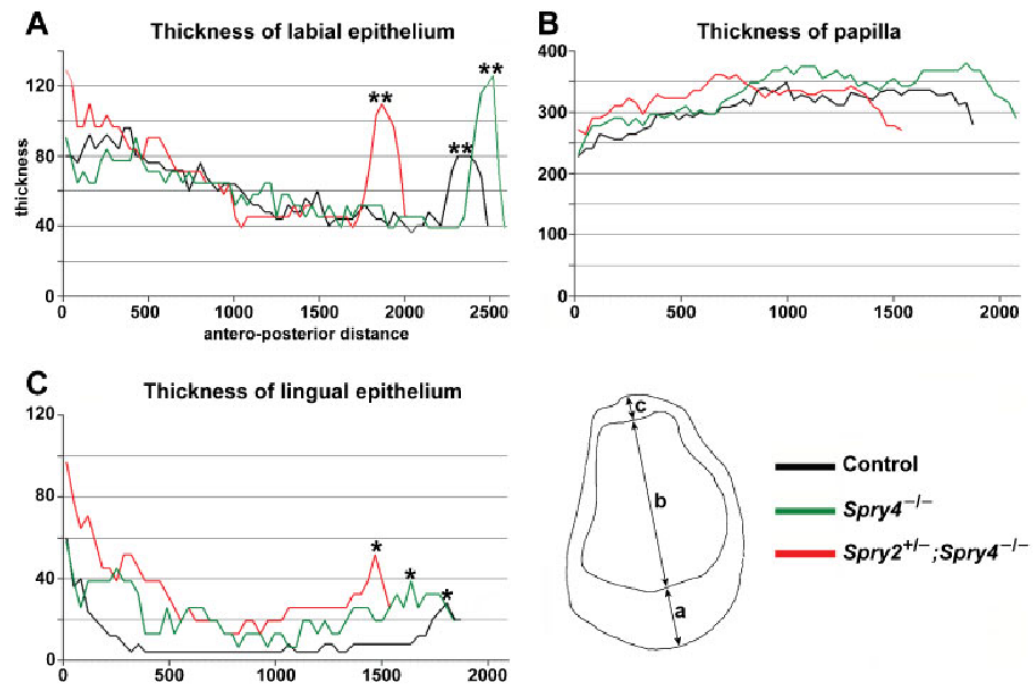 A
Thickness of labial epithelium
120
80
40
0
thickness
**
**
**
0
500
1000
1500
2000
2500
antero-posterior distance
B
Thickness of papilla
400
300
200
100
0
0
500
1000
1500
2000
C
Thickness of lingual epithelium
120
80
40
0
*
*
*
0
500
1000
1500
2000
c
b
a
Control
Spry4−/−
Spry2+/−;Spry4−/−